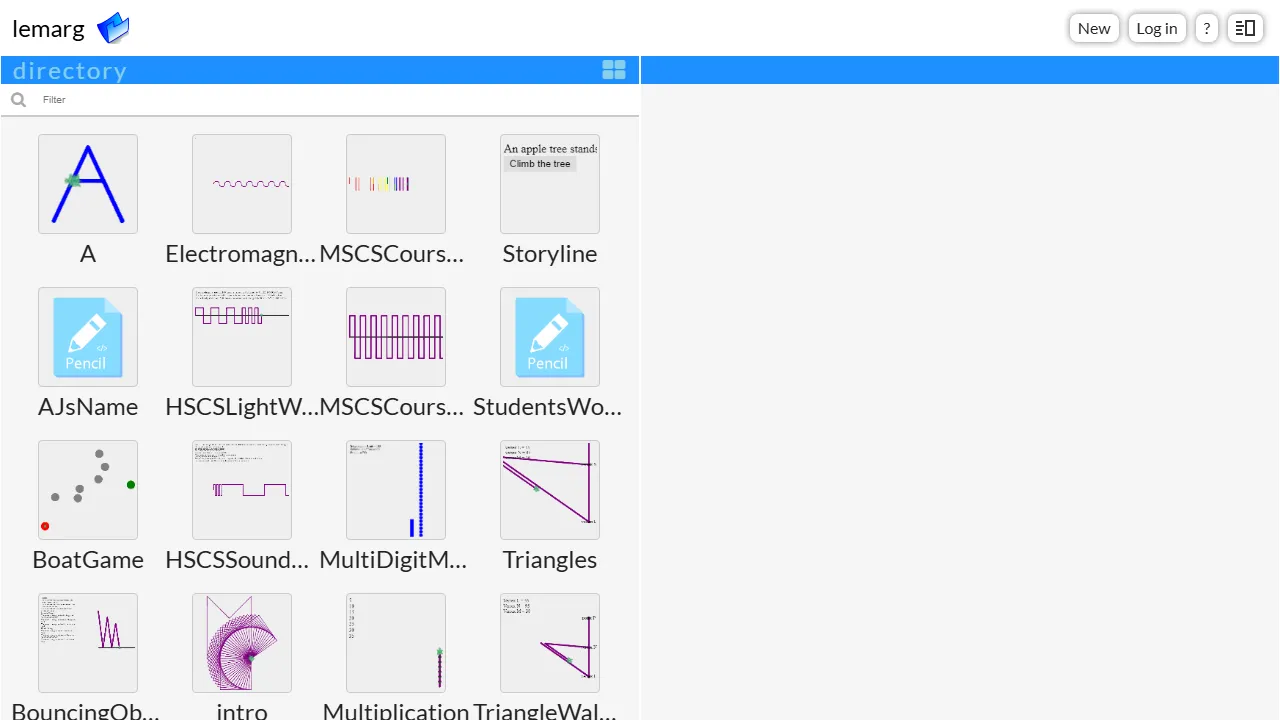 lemarg
New
Log in
?
directory
Filter
An apple tree stands
Climb the tree
A
Electromagn...
MSCSCours...
Storyline
Pencil
Pencil
AJsName
HSCSLightW...
MSCSCours...
StudentsWo...
BoatGame
HSCSSound...
MultiDigitM...
Triangles
BouncingOb...
intro
Multiplication
TriangleWal...